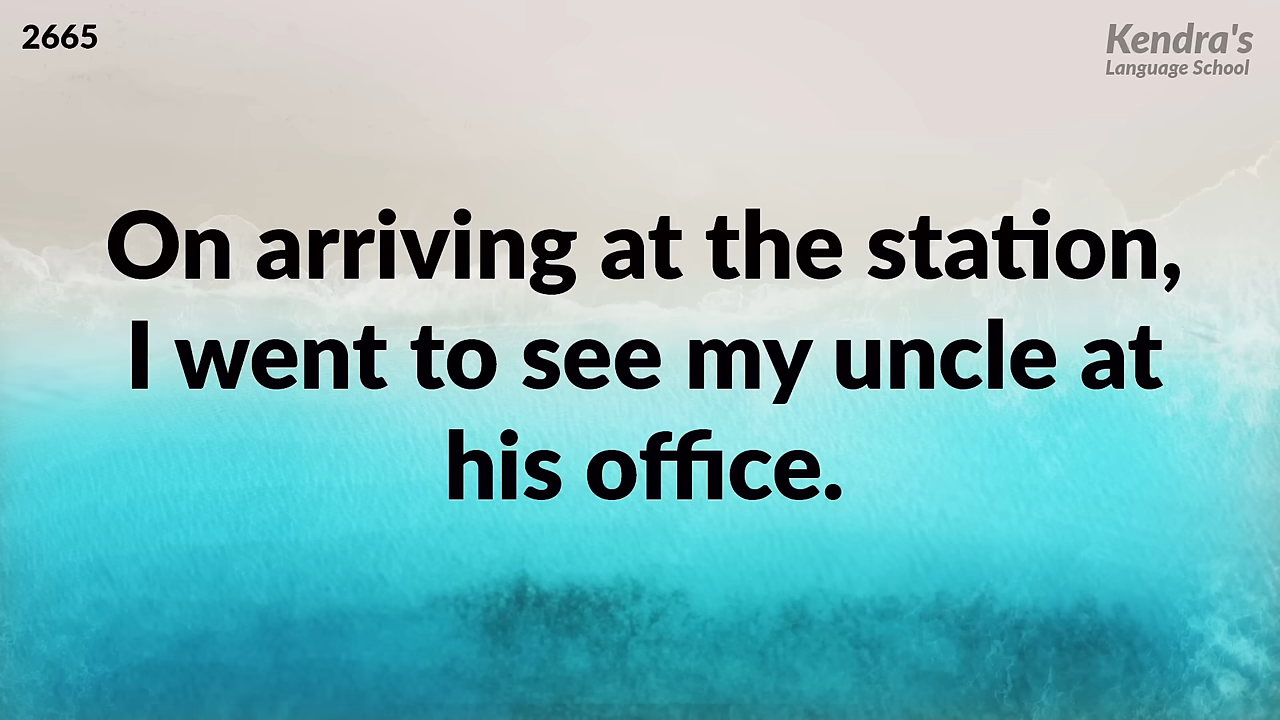 2665
Kendra's
Language School
On arriving at the station,
I went to see my uncle at
his office.